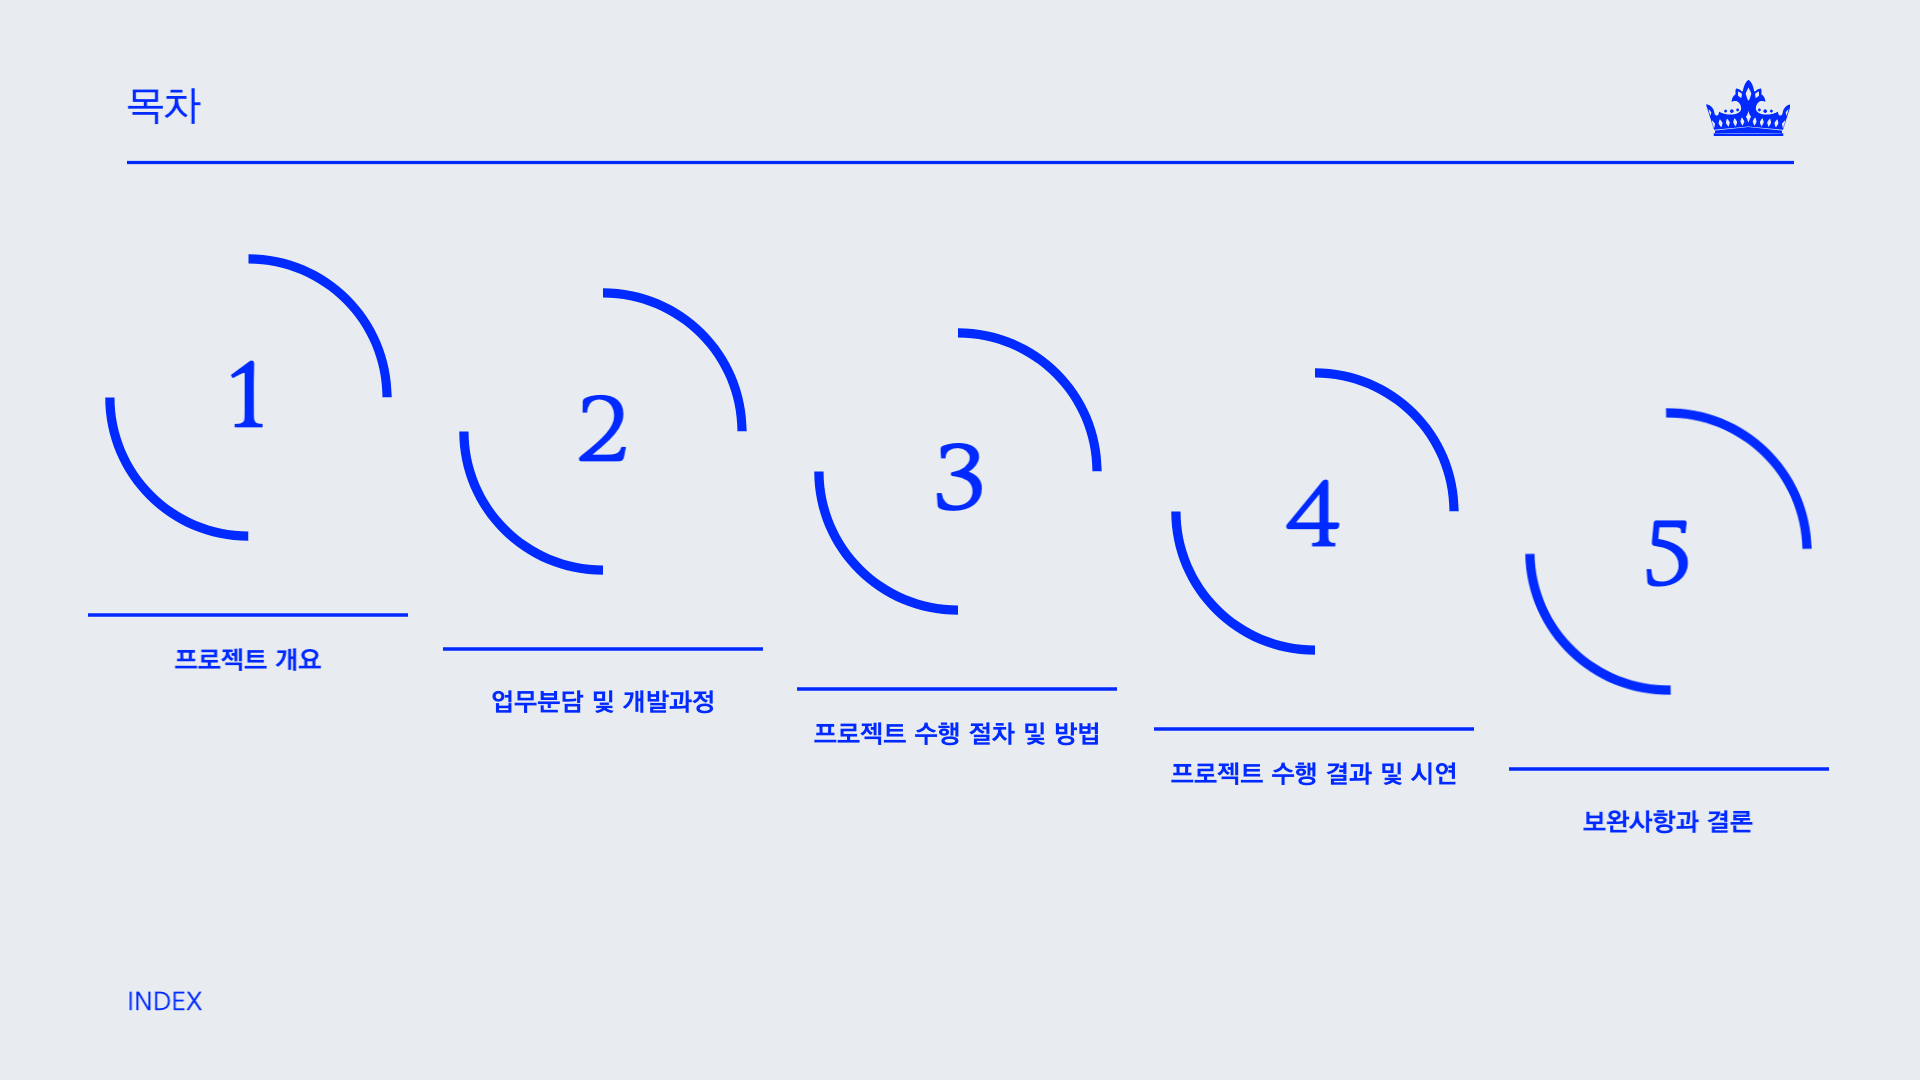 목차
1
프로젝트 개요
2
업무분담 및 개발과정
3
프로젝트 수행 절차 및 방법
4
프로젝트 수행 결과 및 시연
5
보완사항과 결론
INDEX